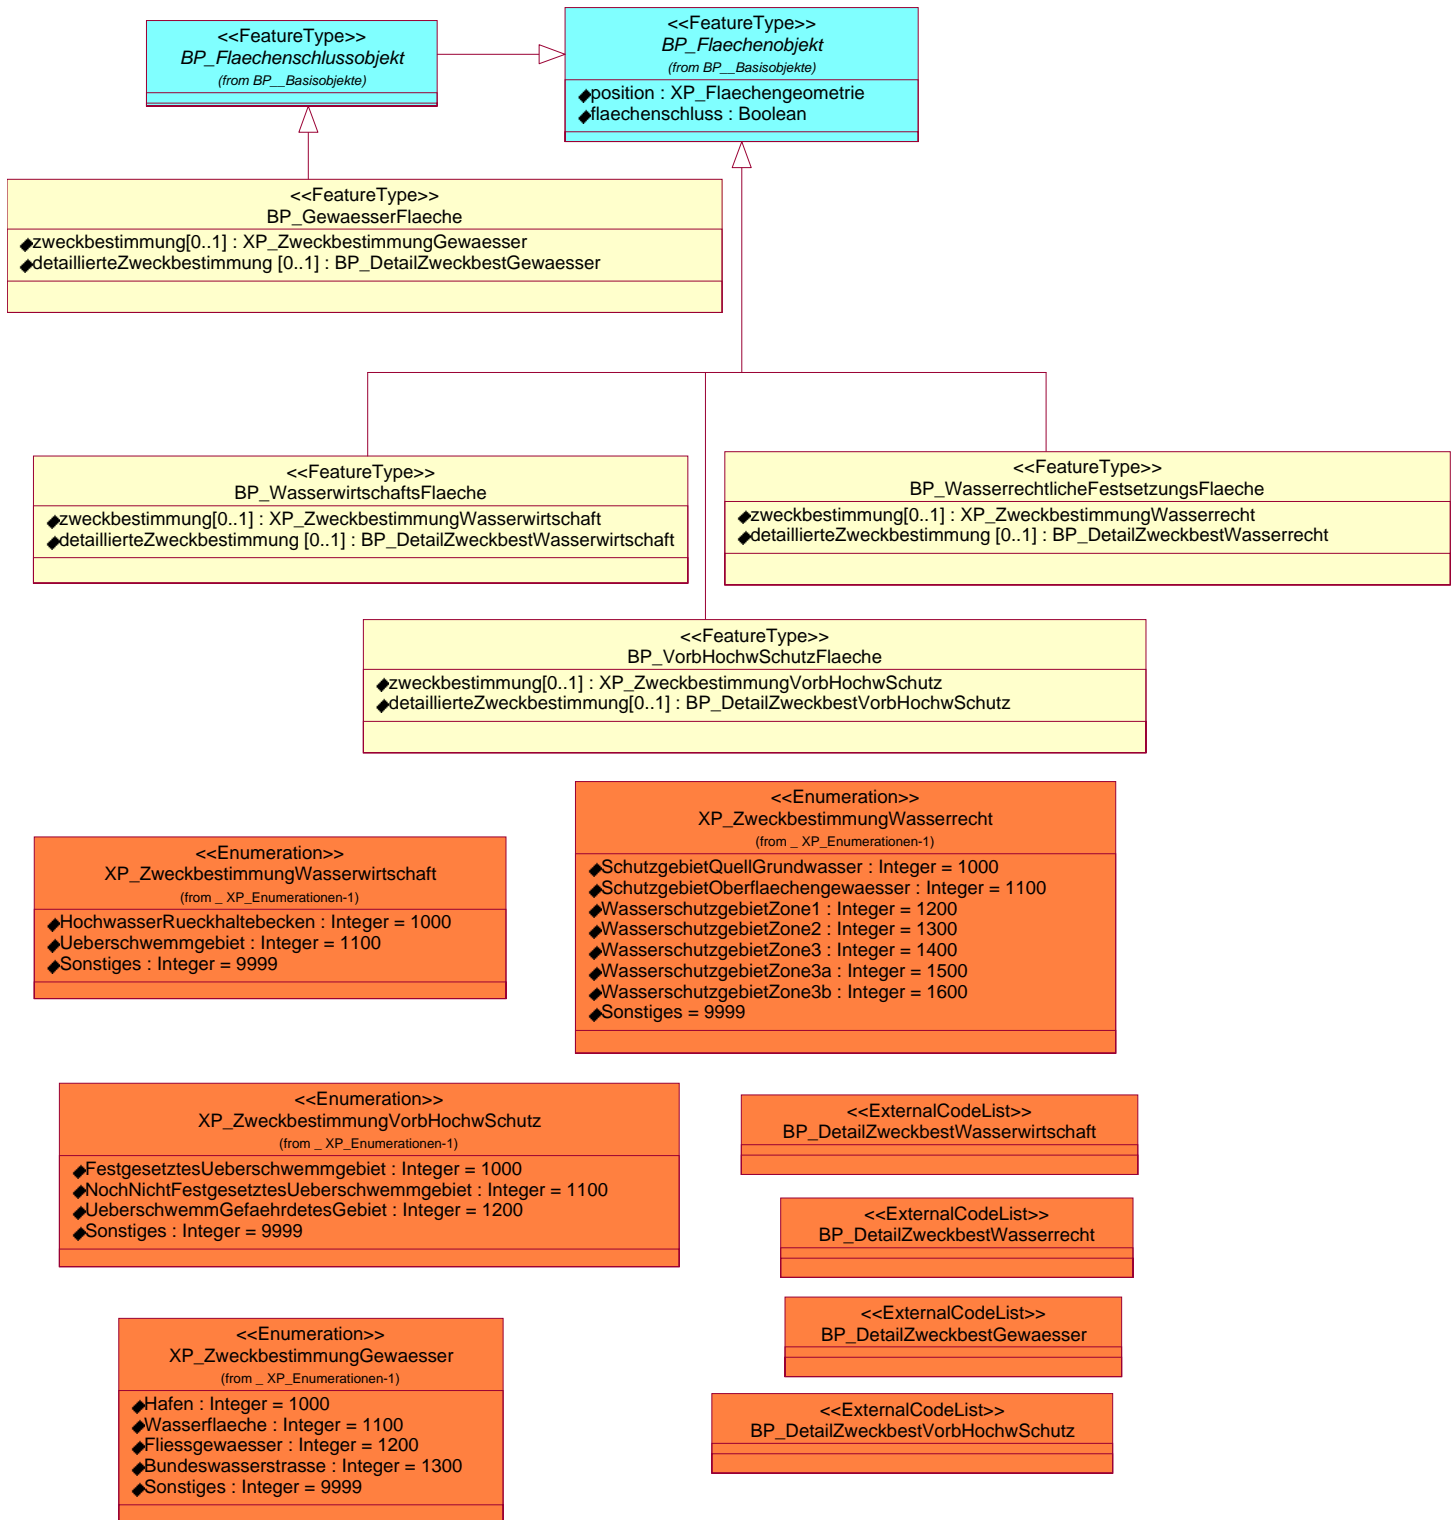 <<FeatureType>>
BP_Flaechenschlussobjekt
(from BP__Basisobjekte)
<<FeatureType>>
BP_Flaechenobjekt
(from BP__Basisobjekte)
position : XP_Flaechengeometrie
flaechenschluss : Boolean
<<FeatureType>>
BP_GewaesserFlaeche
zweckbestimmung[0..1] : XP_ZweckbestimmungGewaesser
detaillierteZweckbestimmung [0..1] : BP_DetailZweckbestGewaesser
<<FeatureType>>
BP_WasserwirtschaftsFlaeche
zweckbestimmung[0..1] : XP_ZweckbestimmungWasserwirtschaft
detaillierteZweckbestimmung [0..1] : BP_DetailZweckbestWasserwirtschaft
<<FeatureType>>
BP_WasserrechtlicheFestsetzungsFlaeche
zweckbestimmung[0..1] : XP_ZweckbestimmungWasserrecht
detaillierteZweckbestimmung [0..1] : BP_DetailZweckbestWasserrecht
<<FeatureType>>
BP_VorbHochwSchutzFlaeche
zweckbestimmung[0..1] : XP_ZweckbestimmungVorbHochwSchutz
detaillierteZweckbestimmung[0..1] : BP_DetailZweckbestVorbHochwSchutz
<<Enumeration>>
XP_ZweckbestimmungWasserwirtschaft
(from _ XP_Enumerationen-1)
HochwasserRueckhaltebecken : Integer = 1000
Ueberschwemmgebiet : Integer = 1100
Sonstiges : Integer = 9999
<<Enumeration>>
XP_ZweckbestimmungWasserrecht
(from _ XP_Enumerationen-1)
SchutzgebietQuellGrundwasser : Integer = 1000
SchutzgebietOberflaechengewaesser : Integer = 1100
WasserschutzgebietZone1 : Integer = 1200
WasserschutzgebietZone2 : Integer = 1300
WasserschutzgebietZone3 : Integer = 1400
WasserschutzgebietZone3a : Integer = 1500
WasserschutzgebietZone3b : Integer = 1600
Sonstiges = 9999
<<Enumeration>>
XP_ZweckbestimmungVorbHochwSchutz
(from _ XP_Enumerationen-1)
FestgesetztesUeberschwemmgebiet : Integer = 1000
NochNichtFestgesetztesUeberschwemmgebiet : Integer = 1100
UeberschwemmGefaehrdetesGebiet : Integer = 1200
Sonstiges : Integer = 9999
<<ExternalCodeList>>
BP_DetailZweckbestWasserwirtschaft
<<ExternalCodeList>>
BP_DetailZweckbestWasserrecht
<<ExternalCodeList>>
BP_DetailZweckbestGewaesser
<<ExternalCodeList>>
BP_DetailZweckbestVorbHochwSchutz
<<Enumeration>>
XP_ZweckbestimmungGewaesser
(from _ XP_Enumerationen-1)
Hafen : Integer = 1000
Wasserflaeche : Integer = 1100
Fliessgewaesser : Integer = 1200
Bundeswasserstrasse : Integer = 1300
Sonstiges : Integer = 9999